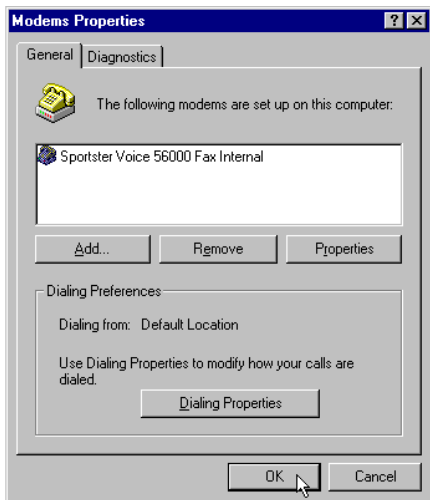 Modems Properties
General Diagnostics
The following modems are set up on this computer:
Sportster Voice 56000 Fax Internal
Add... Remove Properties
Dialing Preferences
Dialing from: Default Location
Use Dialing Properties to modify how your calls are
dialed.
Dialing Properties
OK Cancel